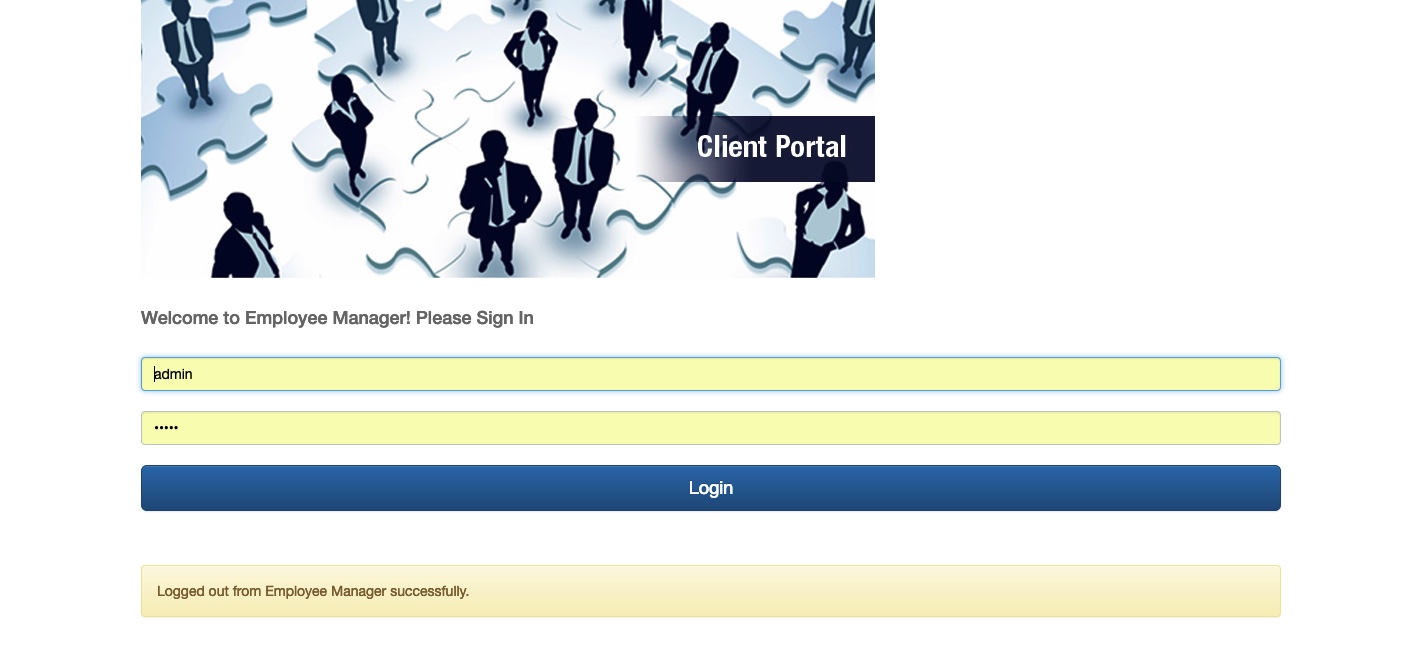 Client Portal
Welcome to Employee Manager! Please Sign In
admin
•••••
Login
Logged out from Employee Manager successfully.